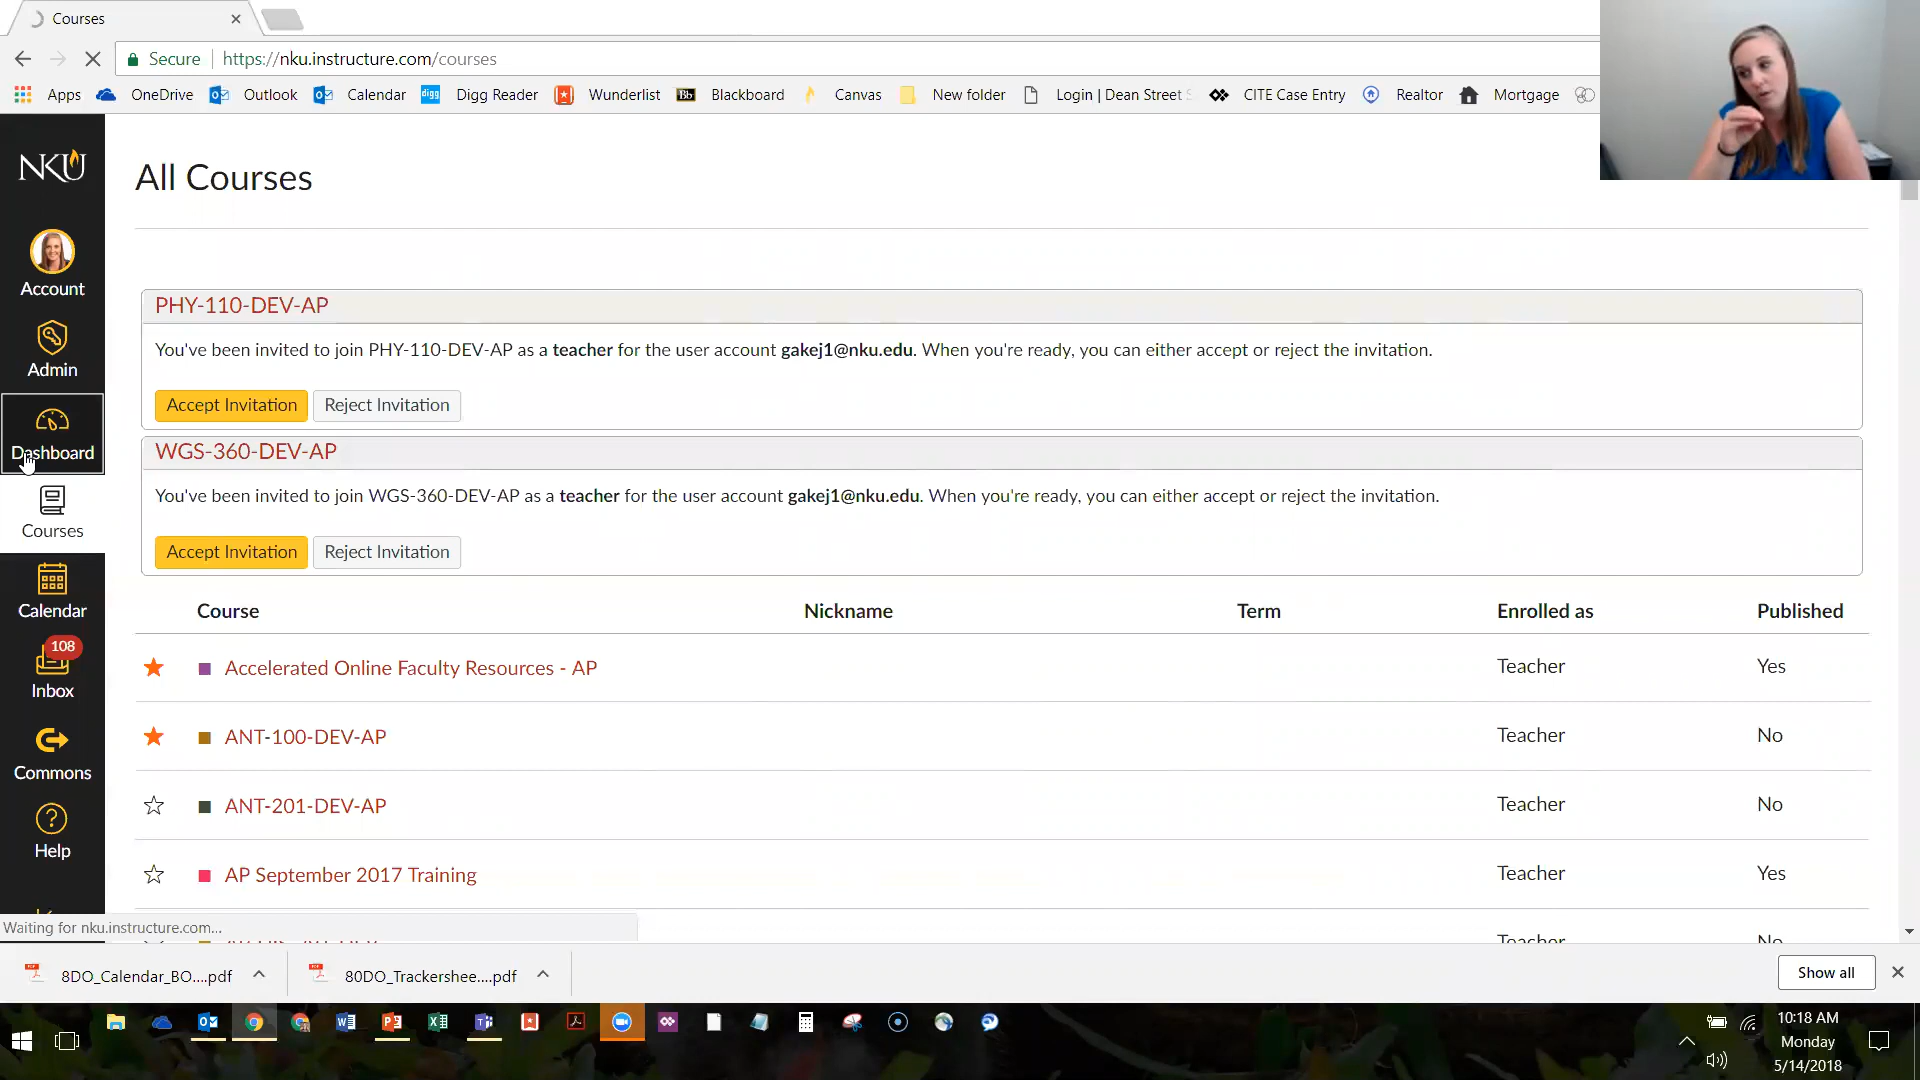 Courses
Secure https://nku.instructure.com/courses
Apps OneDrive Outlook Calendar Digg Reader Wunderlist Blackboard Canvas New folder Login | Dean Street CITE Case Entry Realtor Mortgage
NKU
All Courses
PHY-110-DEV-AP
You've been invited to join PHY-110-DEV-AP as a teacher for the user account gakej1@nku.edu. When you're ready, you can either accept or reject the invitation.
Accept Invitation Reject Invitation
WGS-360-DEV-AP
You've been invited to join WGS-360-DEV-AP as a teacher for the user account gakej1@nku.edu. When you're ready, you can either accept or reject the invitation.
Accept Invitation Reject Invitation
Account
Admin
Dashboard
Courses
Calendar
108
Inbox
Commons
Help
Course Nickname Term Enrolled as Published
Accelerated Online Faculty Resources - AP Teacher Yes
ANT-100-DEV-AP Teacher No
ANT-201-DEV-AP Teacher No
AP September 2017 Training Teacher Yes
Teacher No
Waiting for nku.instructure.com...
8DO_Calendar_BO....pdf 80DO_Trackershee....pdf Show all
10:18 AM
Monday
5/14/2018